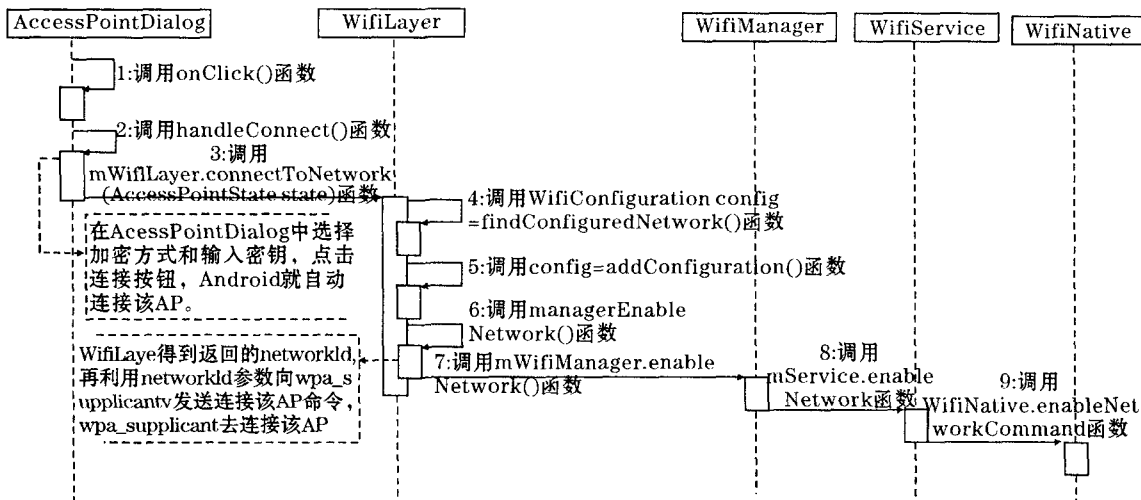 AccessPointDialog
WifiLayer
WifiManager
WifiService
WifiNative
1:调用onClick()函数
2:调用handleConnect()函数
3:调用
mWifiLayer.connectToNetwork
(AccessPointState state)函数
在AcessPointDialog中选择
加密方式和输入密钥，点击
连接按钮，Android就自动
连接该AP。
4:调用WifiConfiguration config
=findConfiguredNetwork()函数
5:调用config=addConfiguration()函数
6:调用managerEnable
Network()函数
WifiLaye得到返回的networkId,
再利用networkId参数向wpa_s
upplicantv发送连接该AP命令，
wpa_supplicant去连接该AP
7:调用mWifiManager.enable
Network()函数
8:调用
mService.enable
Network函数
9:调用
WifiNative.enableNet
workCommand函数